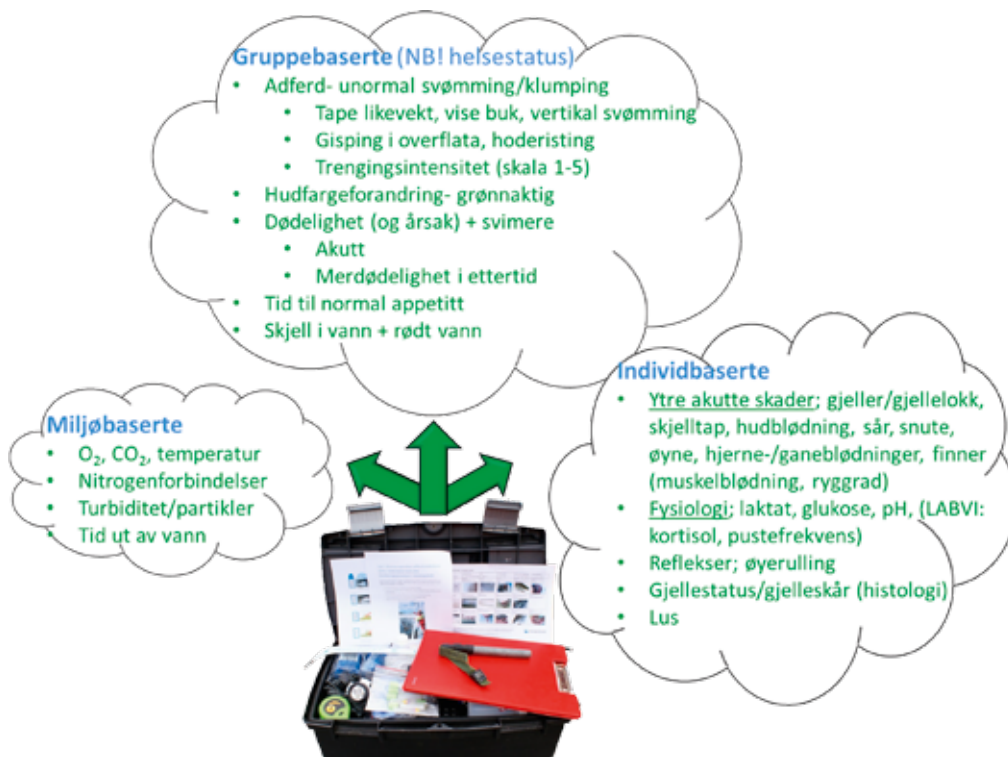 Gruppebaserte (NB! helsestatus)
• Adferd- unormal svømming/klumping
• Tape likevekt, vise buk, vertikal svømming
• Gisping i overflata, hoderisting
• Trengingsintensitet (skala 1-5)
• Hudfargeforandring- grønnaktig
• Dødelighet (og årsak) + svimere
• Akutt
• Merdødelighet i ettertid
• Tid til normal appetitt
• Skjell i vann + rødt vann
Miljøbaserte
• O₂, CO₂, temperatur
• Nitrogenforbindelser
• Turbiditet/partikler
• Tid ut av vann
Individbaserte
• Ytre akutte skader; gjeller/gjellelokk,
skjelltap, hudblødning, sår, snute,
øyne, hjerne-/ganeblødninger, finner
(muskelblødning, ryggrad)
• Fysiologi; laktat, glukose, pH, (LABVI:
kortisol, pustefrekvens)
• Reflekser; øyerulling
• Gjellestatus/gjelleskår (histologi)
• Lus